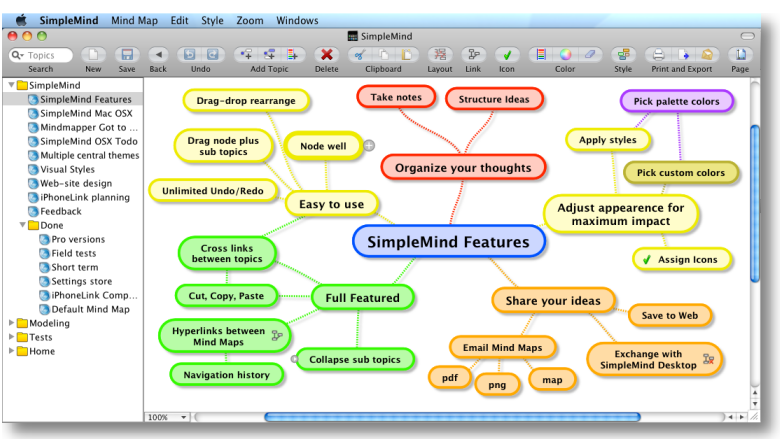 SimpleMind Mind Map Edit Style Zoom Windows
SimpleMind
Topics
Search New Save Back Undo Add Topic Delete Clipboard Layout Link Icon Color Style Print and Export Page
SimpleMind
SimpleMind Features
SimpleMind Mac OSX
Mindmapper Got to ...
SimpleMind OSX Todo
Multiple central themes
Visual Styles
Web-site design
iPhoneLink planning
Feedback
Done
Pro versions
Field tests
Short term
Settings store
iPhoneLink Comp...
Default Mind Map
Modeling
Tests
Home
Drag-drop rearrange
Take notes
Structure Ideas
Pick palette colors
Drag node plus
sub topics
Node well
Apply styles
Organize your thoughts
Pick custom colors
Unlimited Undo/Redo
Easy to use
Adjust appearence for
maximum impact
Cross links
between topics
SimpleMind Features
Assign Icons
Cut, Copy, Paste
Full Featured
Share your ideas
Save to Web
Hyperlinks between
Mind Maps
Email Mind Maps
Collapse sub topics
Exchange with
SimpleMind Desktop
Navigation history
pdf
png
map
100%